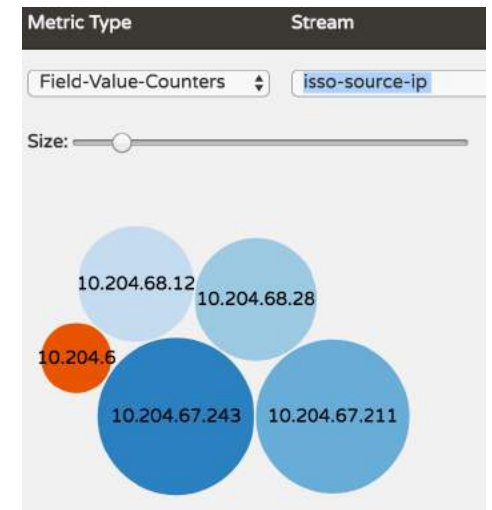 Metric Type Stream
Field-Value-Counters isso-source-ip
Size:
10.204.68.12
10.204.68.28
10.204.6
10.204.67.243 10.204.67.211